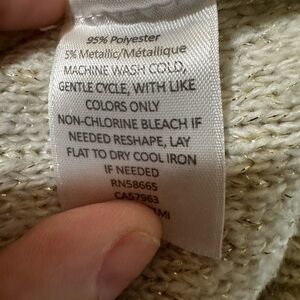 95% Polyester
5% Metallic/Métallique
MACHINE WASH COLD,
GENTLE CYCLE, WITH LIKE
COLORS ONLY
NON-CHLORINE BLEACH IF
NEEDED RESHAPE, LAY
FLAT TO DRY COOL IRON
IF NEEDED
RN58665
CA57963